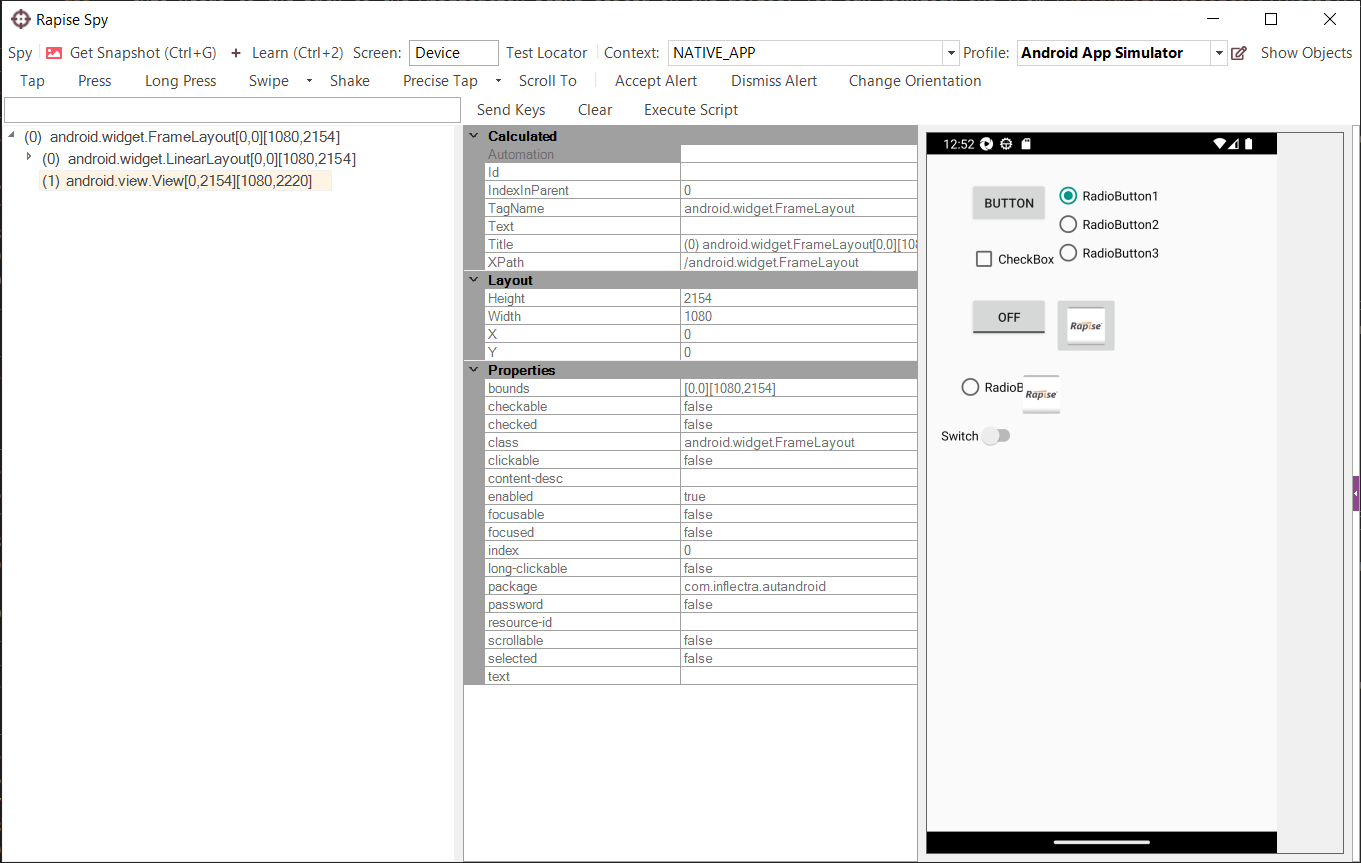 Rapise Spy
Spy Get Snapshot (Ctrl+G) + Learn (Ctrl+2) Screen: Device Test Locator Context: NATIVE_APP Profile: Android App Simulator Show Objects
Tap Press Long Press Swipe Shake Precise Tap Scroll To Accept Alert Dismiss Alert Change Orientation
Send Keys Clear Execute Script
(0) android.widget.FrameLayout[0,0][1080,2154]
(0) android.widget.LinearLayout[0,0][1080,2154]
(1) android.view.View[0,2154][1080,2220]
Calculated
Automation
Id
IndexInParent 0
TagName android.widget.FrameLayout
Text
Title (0) android.widget.FrameLayout[0,0][108
XPath /android.widget.FrameLayout
Layout
Height 2154
Width 1080
X 0
Y 0
Properties
bounds [0,0][1080,2154]
checkable false
checked false
class android.widget.FrameLayout
clickable false
content-desc
enabled true
focusable false
focused false
index 0
long-clickable false
package com.inflectra.autandroid
password false
resource-id
scrollable false
selected false
text
12:52
BUTTON RadioButton1
RadioButton2
CheckBox RadioButton3
OFF Rapise
RadioB Rapise
Switch